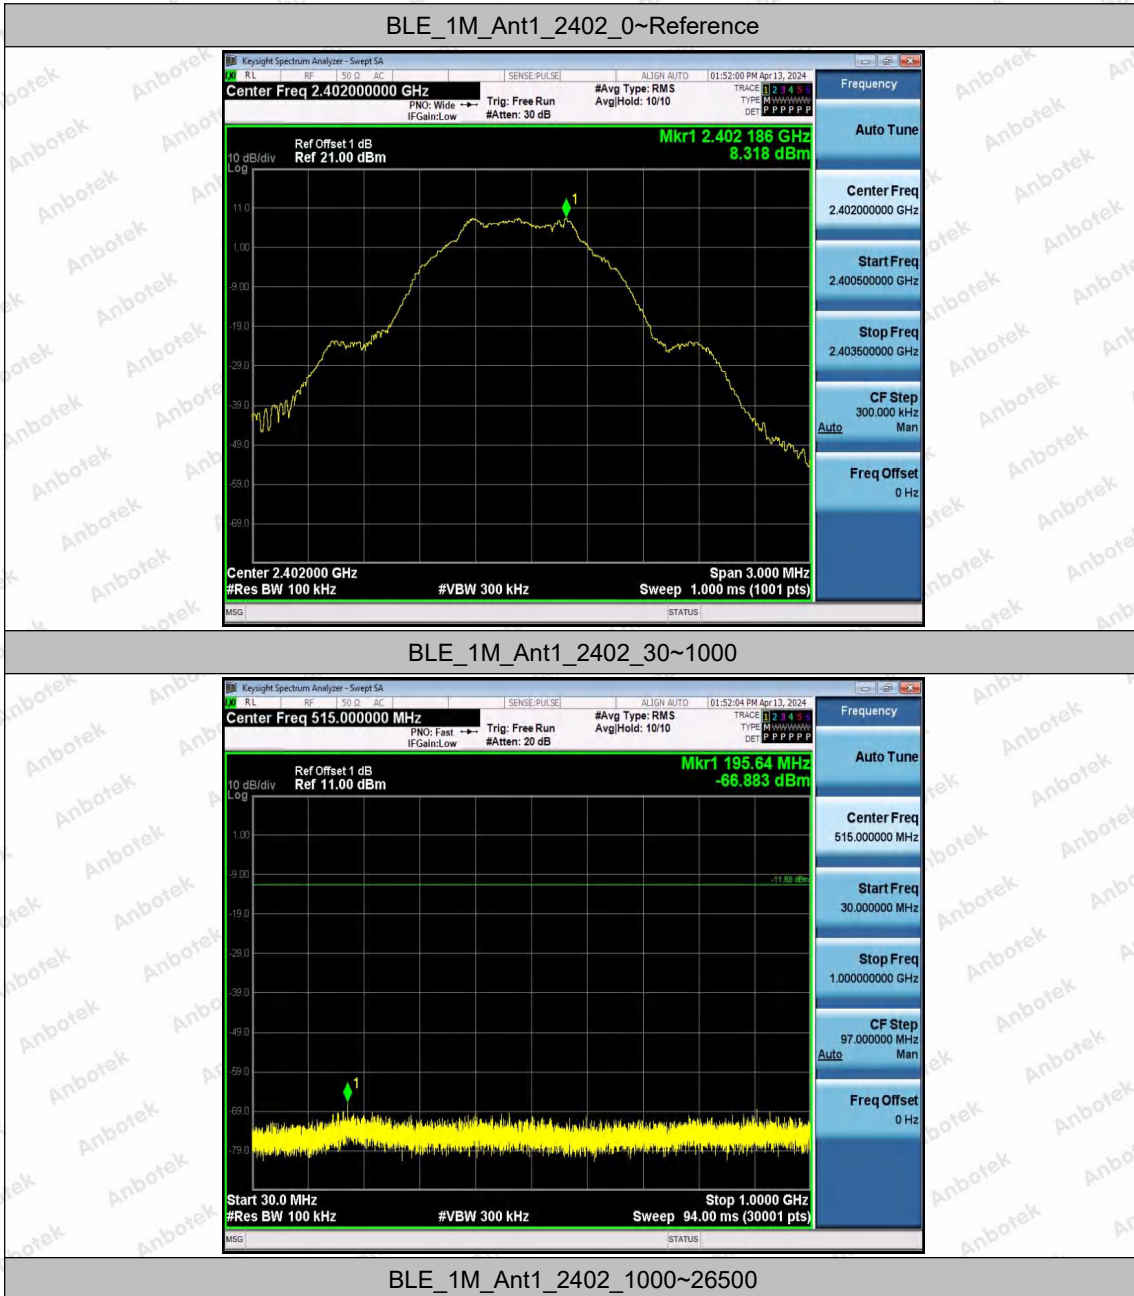 BLE_1M_Ant1_2402_0~Reference
Keysight Spectrum Analyzer - Swept SA
RL RF 50 Ω AC SENSE:PULSE ALIGN AUTO 01:52:00 PM Apr 13, 2024
Center Freq 2.402000000 GHz
PNO: Wide
IFGain:Low
Trig: Free Run
#Atten: 30 dB
#Avg Type: RMS
Avg|Hold: 10/10
TRACE 1 2 3 4 5 6
TYPE M WWWWW
DET P P P P P P
Ref Offset 1 dB
10 dB/div Ref 21.00 dBm
Log
Mkr1 2.402 186 GHz
8.318 dBm
1
11.0
1.00
-9.00
-19.0
-29.0
-39.0
-49.0
-59.0
-69.0
Center 2.402000 GHz Span 3.000 MHz
#Res BW 100 kHz #VBW 300 kHz Sweep 1.000 ms (1001 pts)
MSG STATUS
Frequency
Auto Tune
Center Freq
2.402000000 GHz
Start Freq
2.400500000 GHz
Stop Freq
2.403500000 GHz
CF Step
300.000 kHz
Auto Man
Freq Offset
0 Hz
BLE_1M_Ant1_2402_30~1000
Keysight Spectrum Analyzer - Swept SA
RL RF 50 Ω AC SENSE:PULSE ALIGN AUTO 01:52:04 PM Apr 13, 2024
Center Freq 515.000000 MHz
PNO: Fast
IFGain:Low
Trig: Free Run
#Atten: 20 dB
#Avg Type: RMS
Avg|Hold: 10/10
TRACE 1 2 3 4 5 6
TYPE M WWWWW
DET P P P P P P
Ref Offset 1 dB
10 dB/div Ref 11.00 dBm
Log
Mkr1 195.64 MHz
-66.883 dBm
1.00
-9.00
-11.68 dBm
-19.0
-29.0
-39.0
-49.0
-59.0
1
-69.0
-79.0
Start 30.0 MHz Stop 1.0000 GHz
#Res BW 100 kHz #VBW 300 kHz Sweep 94.00 ms (30001 pts)
MSG STATUS
Frequency
Auto Tune
Center Freq
515.000000 MHz
Start Freq
30.000000 MHz
Stop Freq
1.000000000 GHz
CF Step
97.000000 MHz
Auto Man
Freq Offset
0 Hz
BLE_1M_Ant1_2402_1000~26500
Anbotek